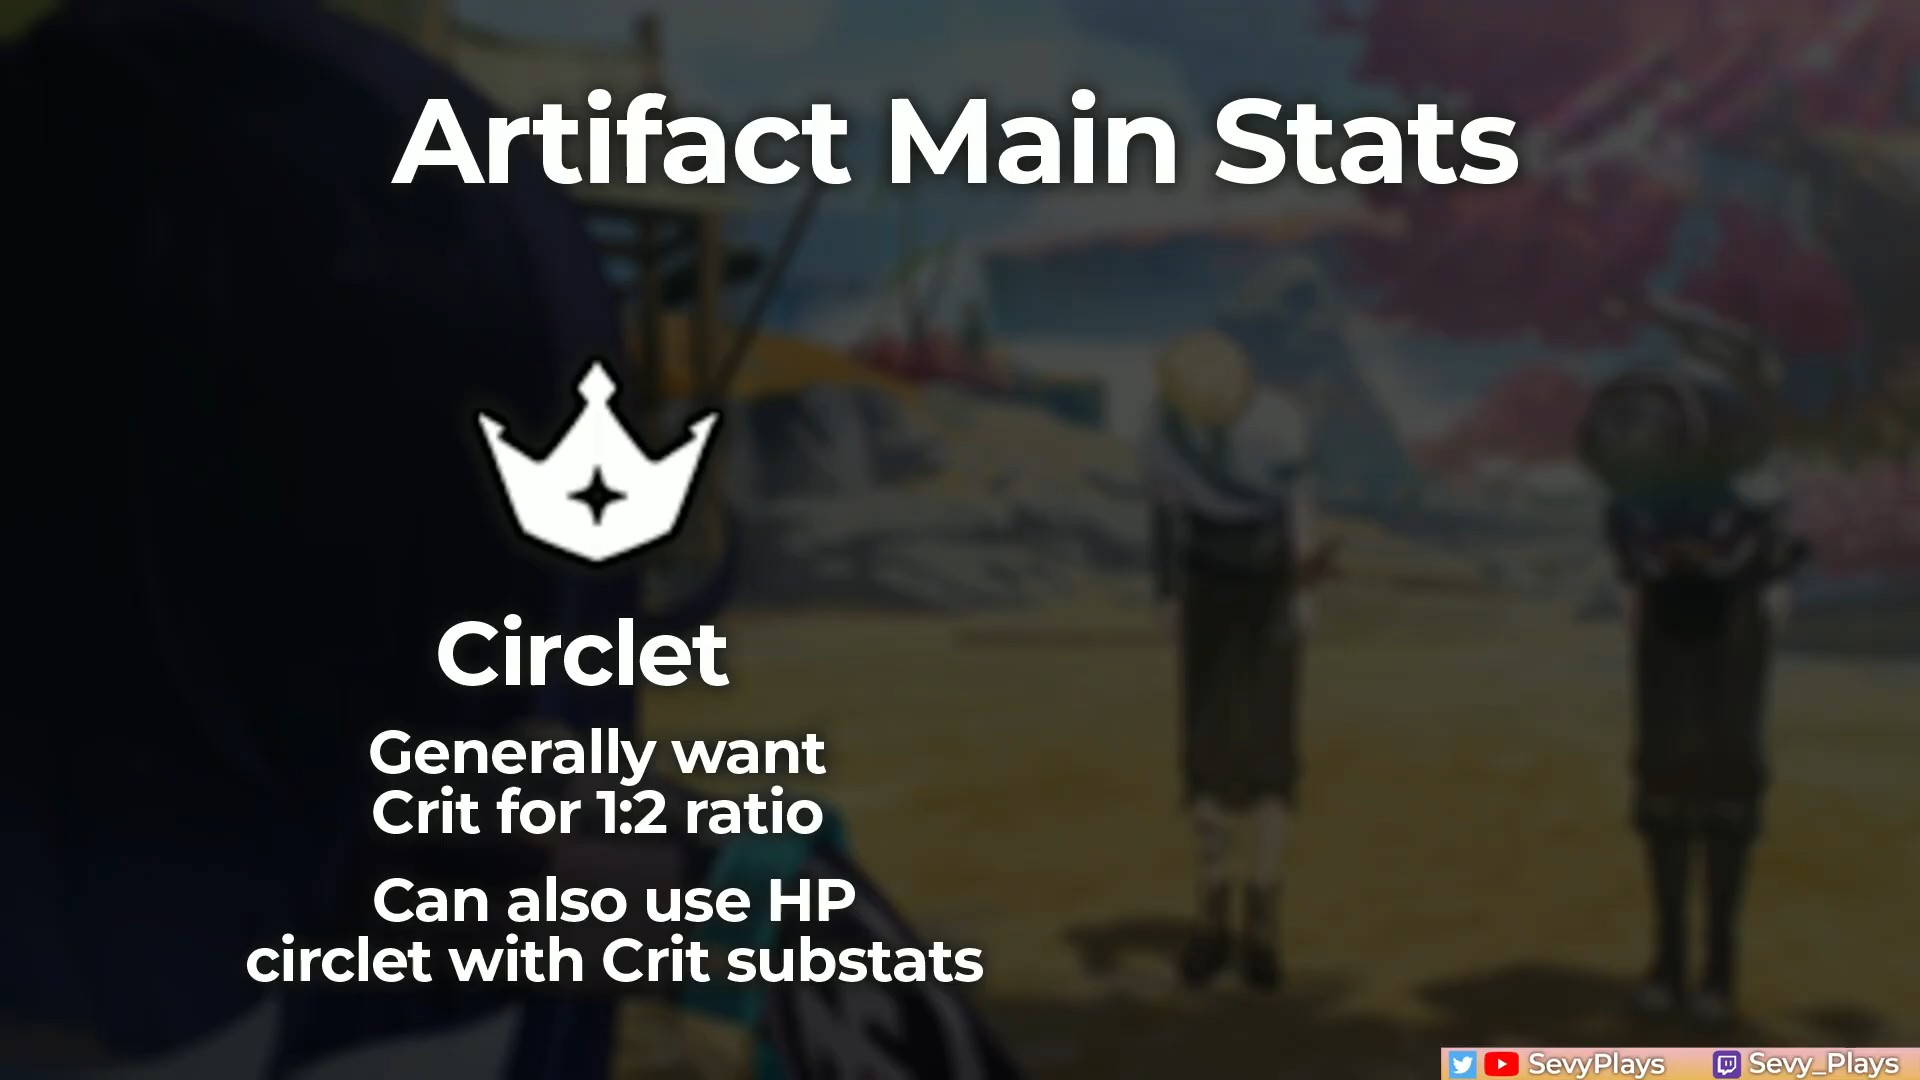 Artifact Main Stats
Circlet
Generally want
Crit for 1:2 ratio
Can also use HP
circlet with Crit substats
SevyPlays
Sevy_Plays